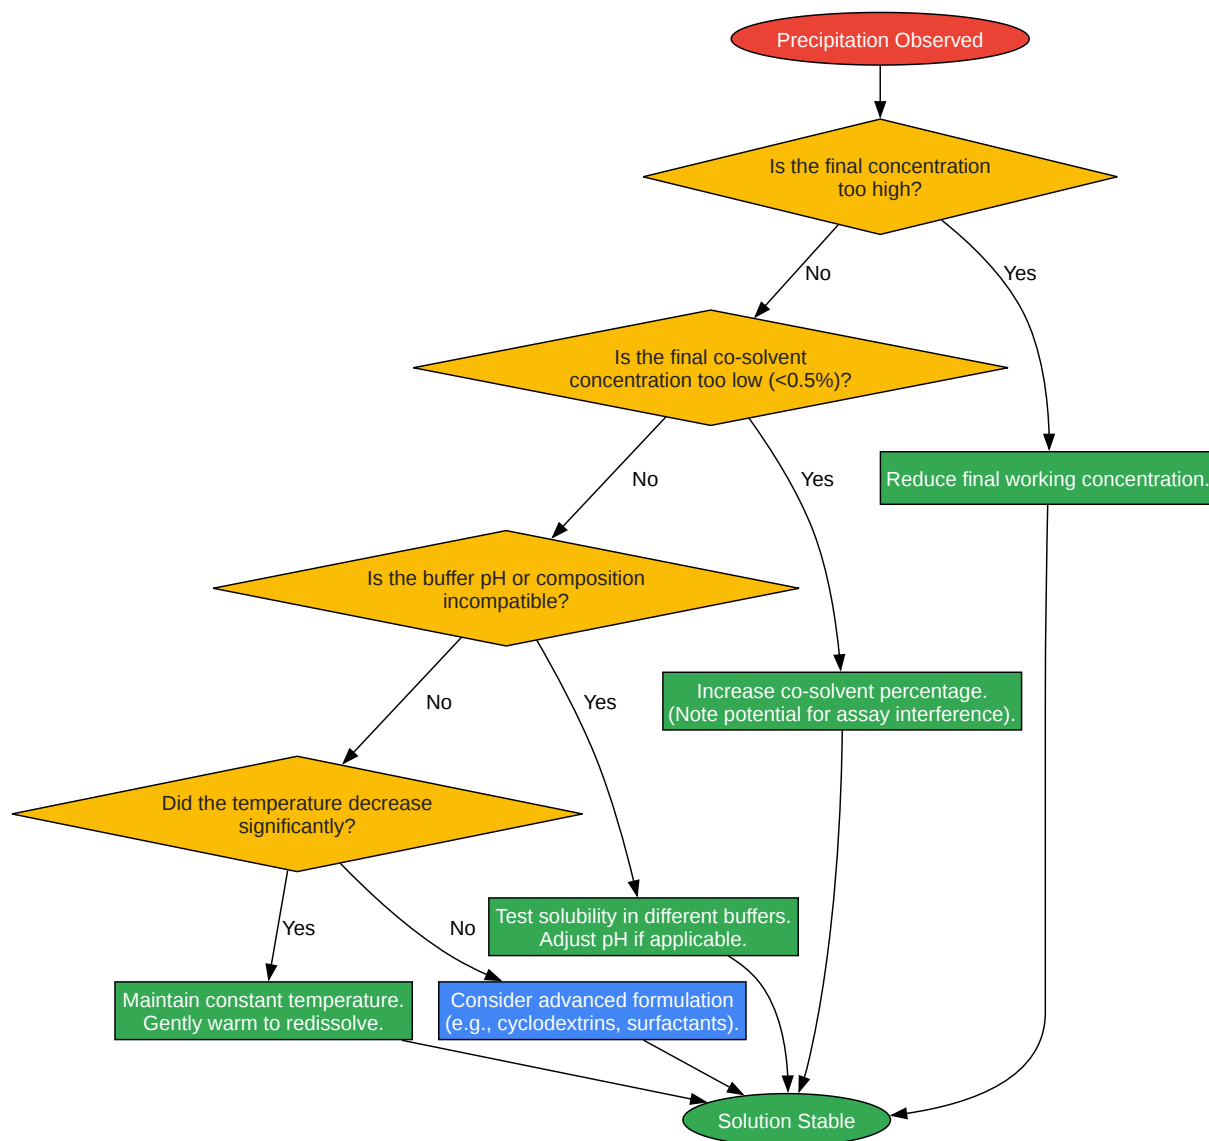 Precipitation Observed
Is the final concentration
too high?
No
Yes
Is the final co-solvent
concentration too low (<0.5%)?
No
Yes
Reduce final working concentration.
Is the buffer pH or composition
incompatible?
No
Yes
Increase co-solvent percentage.
(Note potential for assay interference).
Did the temperature decrease
significantly?
Yes
No
Test solubility in different buffers.
Adjust pH if applicable.
Maintain constant temperature.
Gently warm to redissolve.
Consider advanced formulation
(e.g., cyclodextrins, surfactants).
Solution Stable